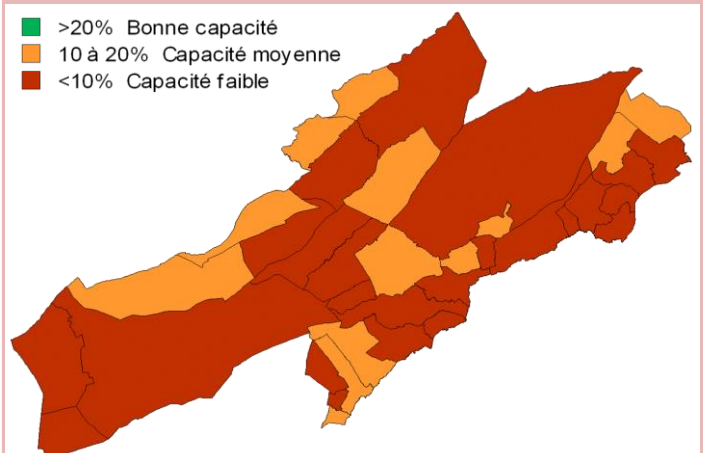 >20% Bonne capacité
10 à 20% Capacité moyenne
<10% Capacité faible